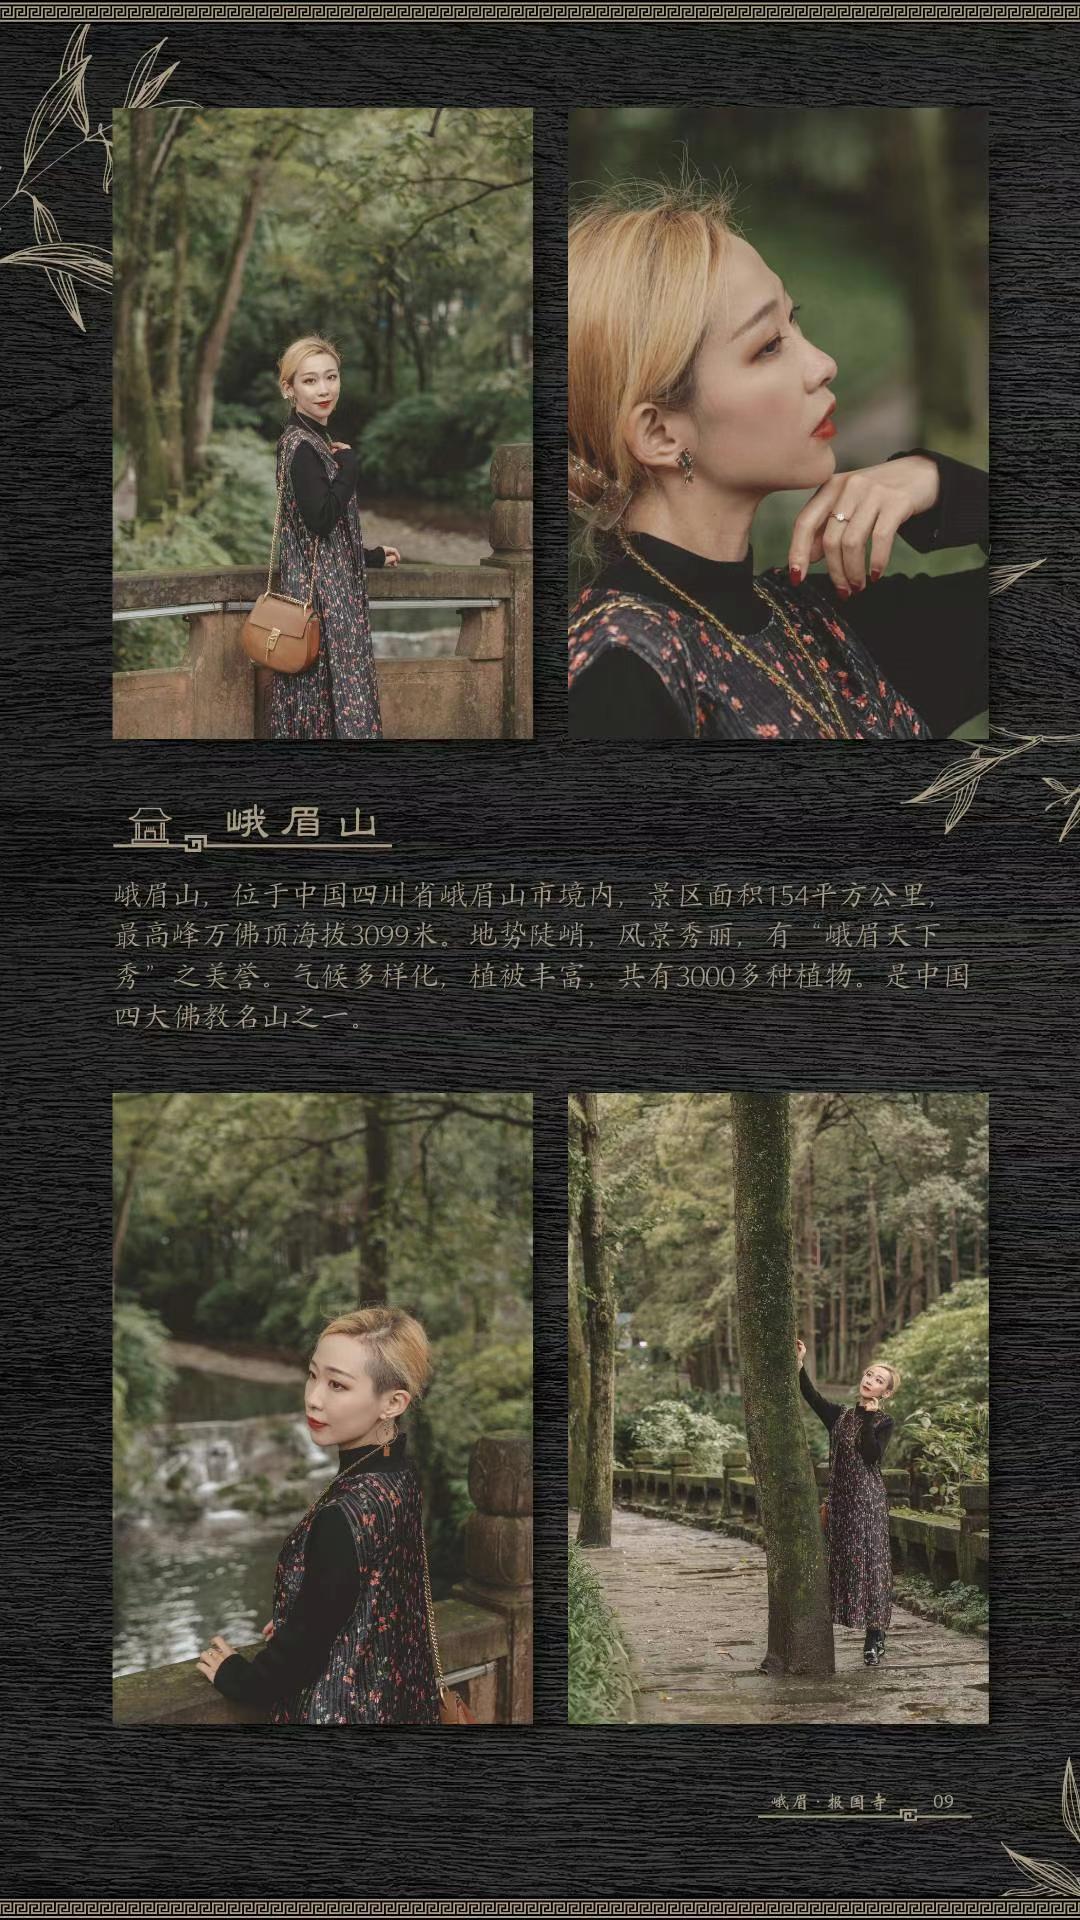 峨眉山
峨眉山，位于中国四川省峨眉山市境内，景区面积154平方公里，
最高峰万佛顶海拔3099米。地势陡峭，风景秀丽，有“峨眉天下
秀”之美誉。气候多样化，植被丰富，共有3000多种植物。是中国
四大佛教名山之一。
峨眉·报国寺 09